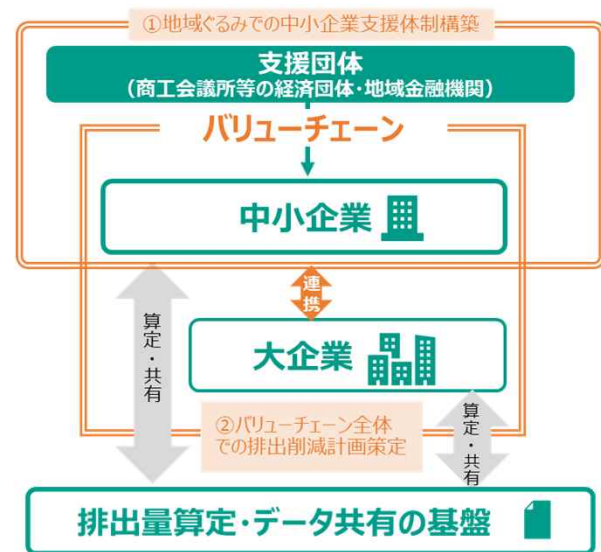 ①地域ぐるみでの中小企業支援体制構築
支援団体
(商工会議所等の経済団体・地域金融機関)
バリューチェーン
中小企業
連携
算定・共有
大企業
②バリューチェーン全体
での排出削減計画策定
算定・共有
排出量算定・データ共有の基盤